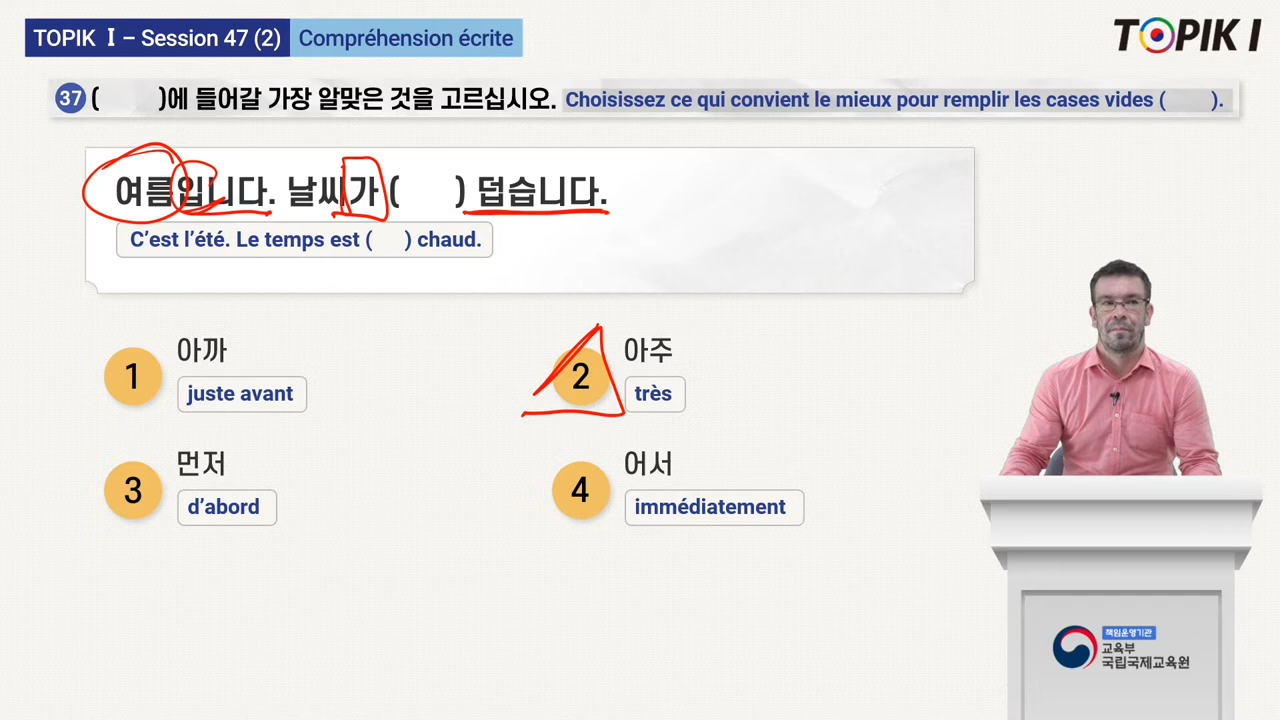 TOPIK Ⅰ – Session 47 (2) Compréhension écrite
TOPIK I
37 ( )에 들어갈 가장 알맞은 것을 고르십시오. Choisissez ce qui convient le mieux pour remplir les cases vides ( ).
여름입니다. 날씨가 ( ) 덥습니다.
C’est l’été. Le temps est ( ) chaud.
1 아까
juste avant
2 아주
très
3 먼저
d’abord
4 어서
immédiatement
책임운영기관
교육부
국립국제교육원